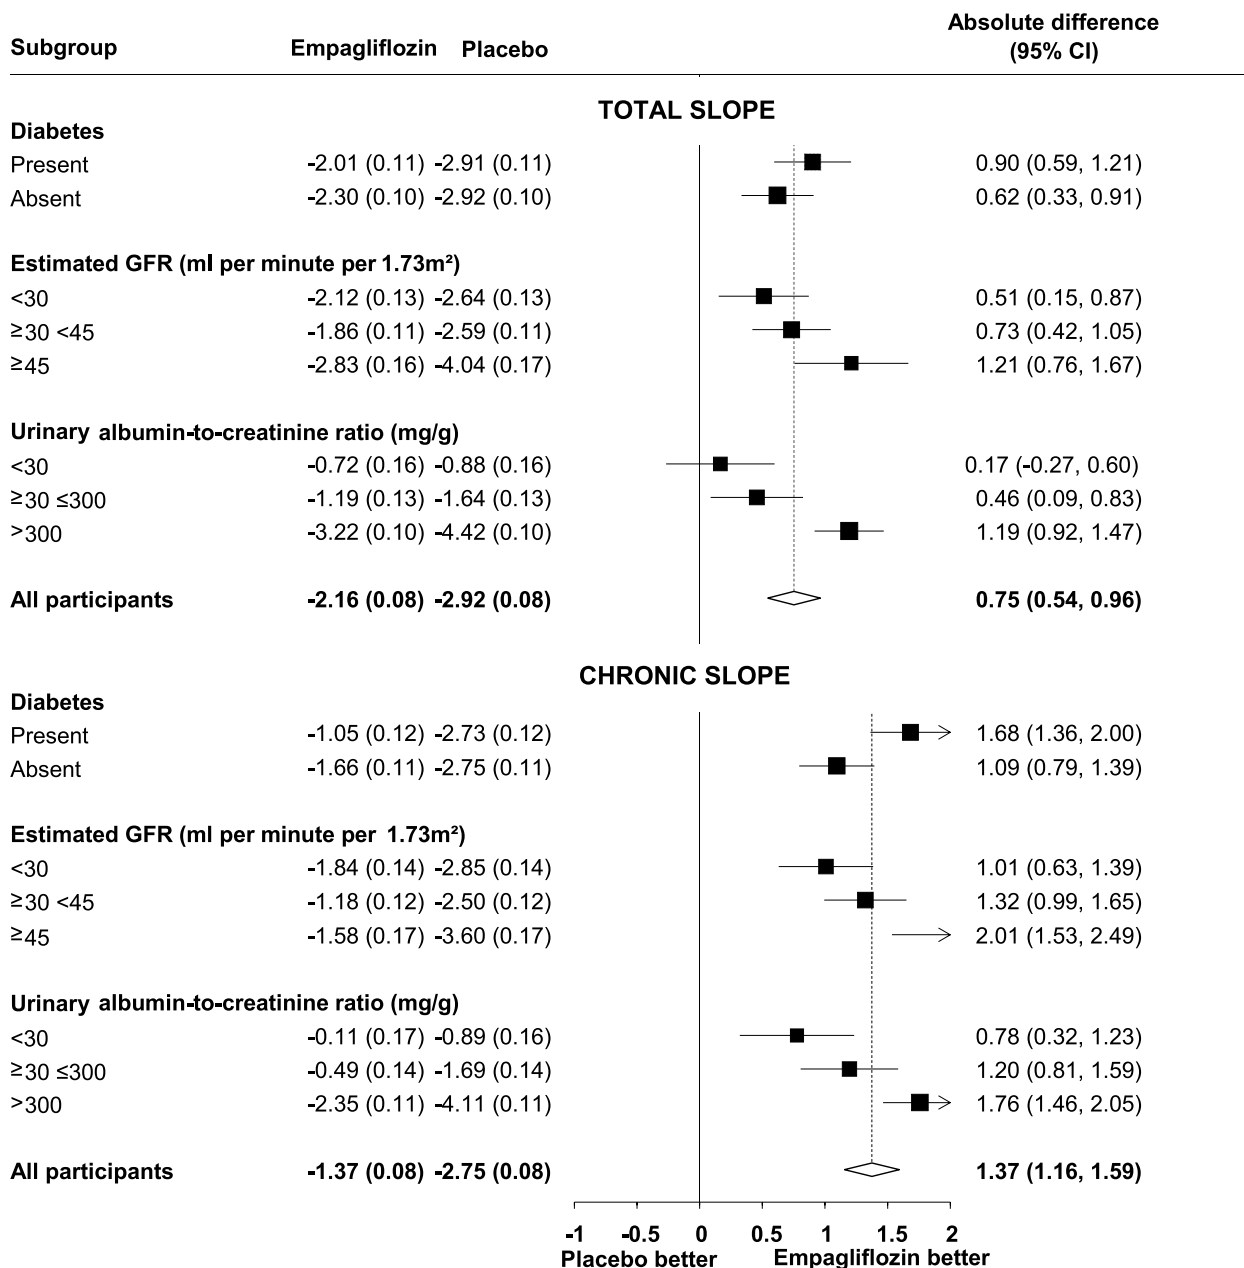 Absolute difference
Subgroup Empagliflozin Placebo (95% CI)
TOTAL SLOPE
Diabetes
Present -2.01 (0.11) -2.91 (0.11) 0.90 (0.59, 1.21)
Absent -2.30 (0.10) -2.92 (0.10) 0.62 (0.33, 0.91)
Estimated GFR (ml per minute per 1.73m²)
<30 -2.12 (0.13) -2.64 (0.13) 0.51 (0.15, 0.87)
≥30 <45 -1.86 (0.11) -2.59 (0.11) 0.73 (0.42, 1.05)
≥45 -2.83 (0.16) -4.04 (0.17) 1.21 (0.76, 1.67)
Urinary albumin-to-creatinine ratio (mg/g)
<30 -0.72 (0.16) -0.88 (0.16) 0.17 (-0.27, 0.60)
≥30 ≤300 -1.19 (0.13) -1.64 (0.13) 0.46 (0.09, 0.83)
>300 -3.22 (0.10) -4.42 (0.10) 1.19 (0.92, 1.47)
All participants -2.16 (0.08) -2.92 (0.08) 0.75 (0.54, 0.96)
CHRONIC SLOPE
Diabetes
Present -1.05 (0.12) -2.73 (0.12) 1.68 (1.36, 2.00)
Absent -1.66 (0.11) -2.75 (0.11) 1.09 (0.79, 1.39)
Estimated GFR (ml per minute per 1.73m²)
<30 -1.84 (0.14) -2.85 (0.14) 1.01 (0.63, 1.39)
≥30 <45 -1.18 (0.12) -2.50 (0.12) 1.32 (0.99, 1.65)
≥45 -1.58 (0.17) -3.60 (0.17) 2.01 (1.53, 2.49)
Urinary albumin-to-creatinine ratio (mg/g)
<30 -0.11 (0.17) -0.89 (0.16) 0.78 (0.32, 1.23)
≥30 ≤300 -0.49 (0.14) -1.69 (0.14) 1.20 (0.81, 1.59)
>300 -2.35 (0.11) -4.11 (0.11) 1.76 (1.46, 2.05)
All participants -1.37 (0.08) -2.75 (0.08) 1.37 (1.16, 1.59)
-1 -0.5 0 0.5 1 1.5 2
Placebo better Empagliflozin better